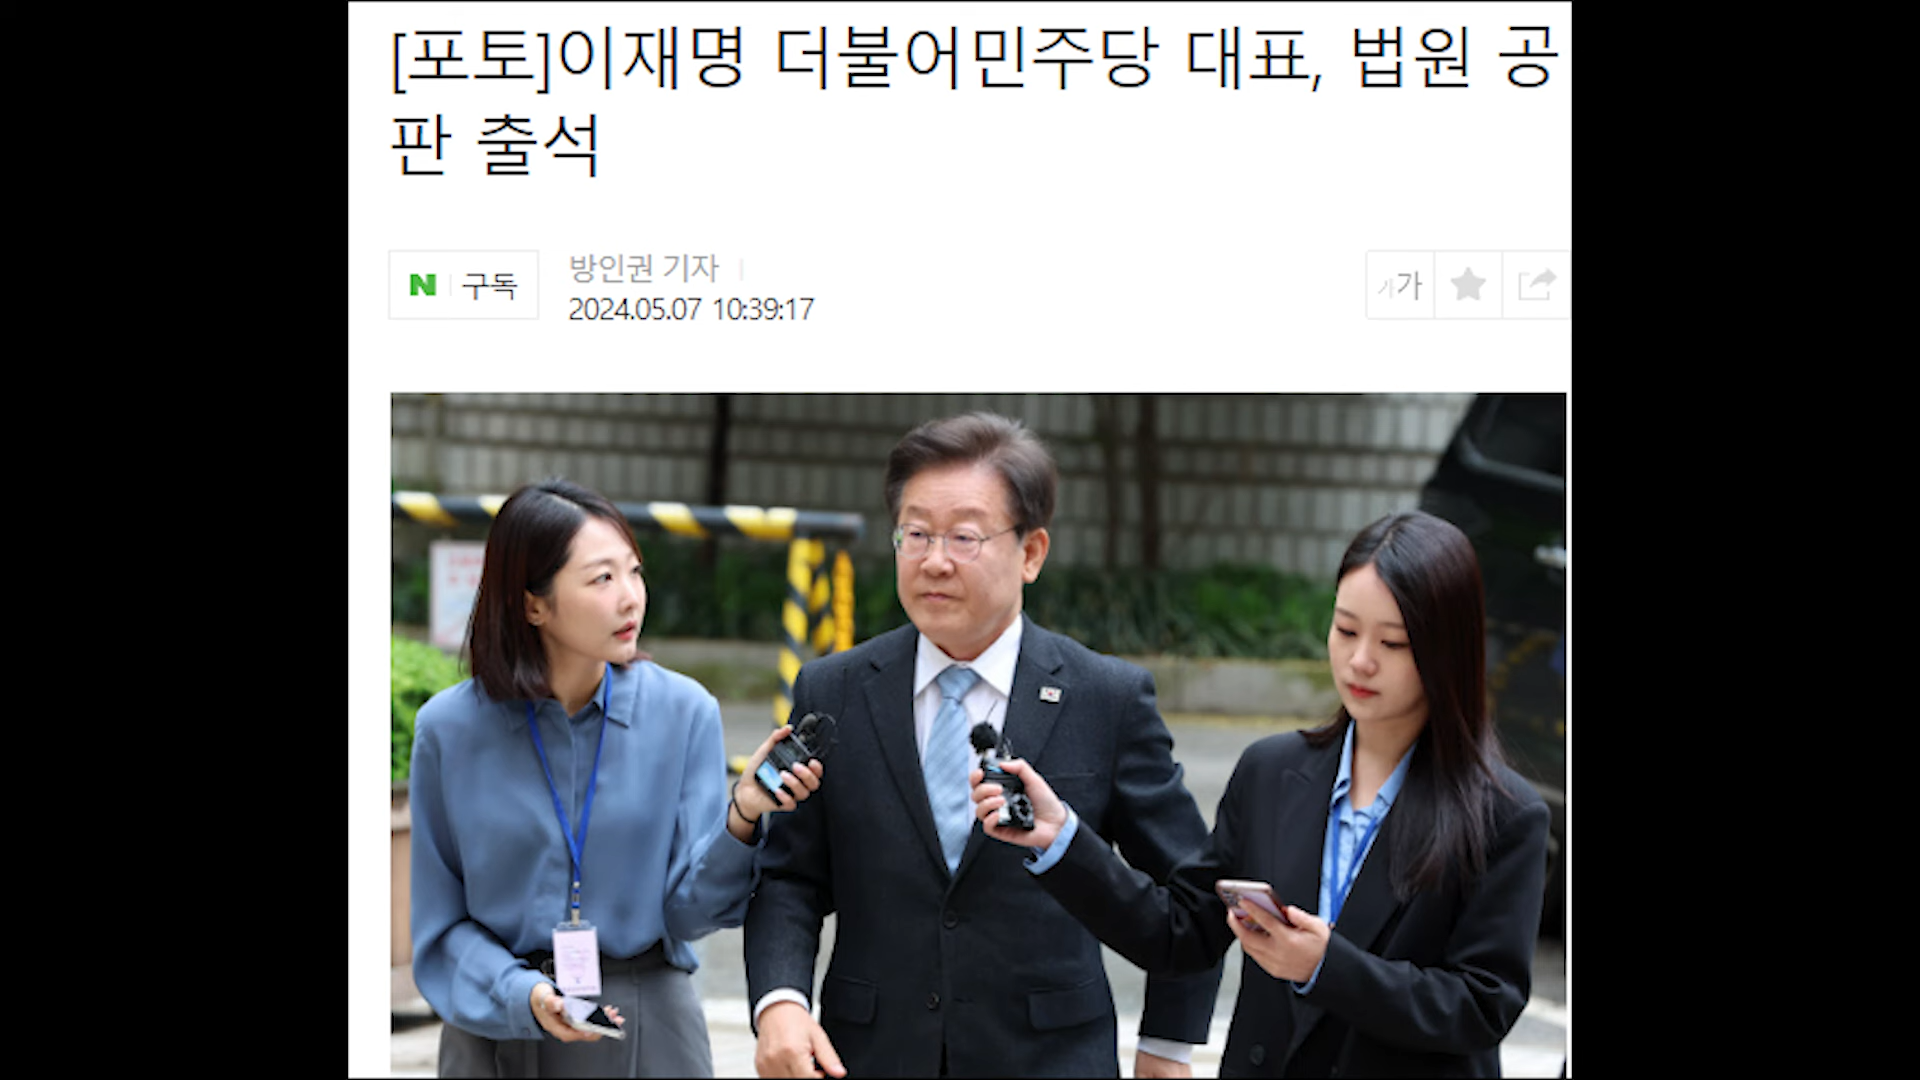 [포토]이재명 더불어민주당 대표, 법원 공
판 출석
N 구독
방인권 기자
2024.05.07 10:39:17
가가